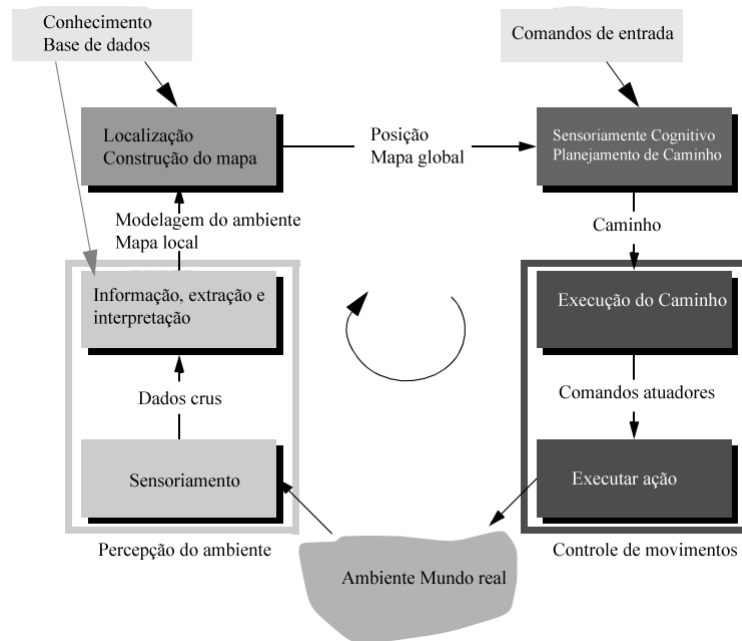 Conhecimento
Base de dados
Comandos de entrada
Localização
Construção do mapa
Posição
Mapa global
Sensoriamente Cognitivo
Planejamento de Caminho
Modelagem do ambiente
Mapa local
Caminho
Informação, extração e
interpretação
Execução do Caminho
Dados crus
Comandos atuadores
Sensoriamento
Executar ação
Percepção do ambiente
Controle de movimentos
Ambiente Mundo real